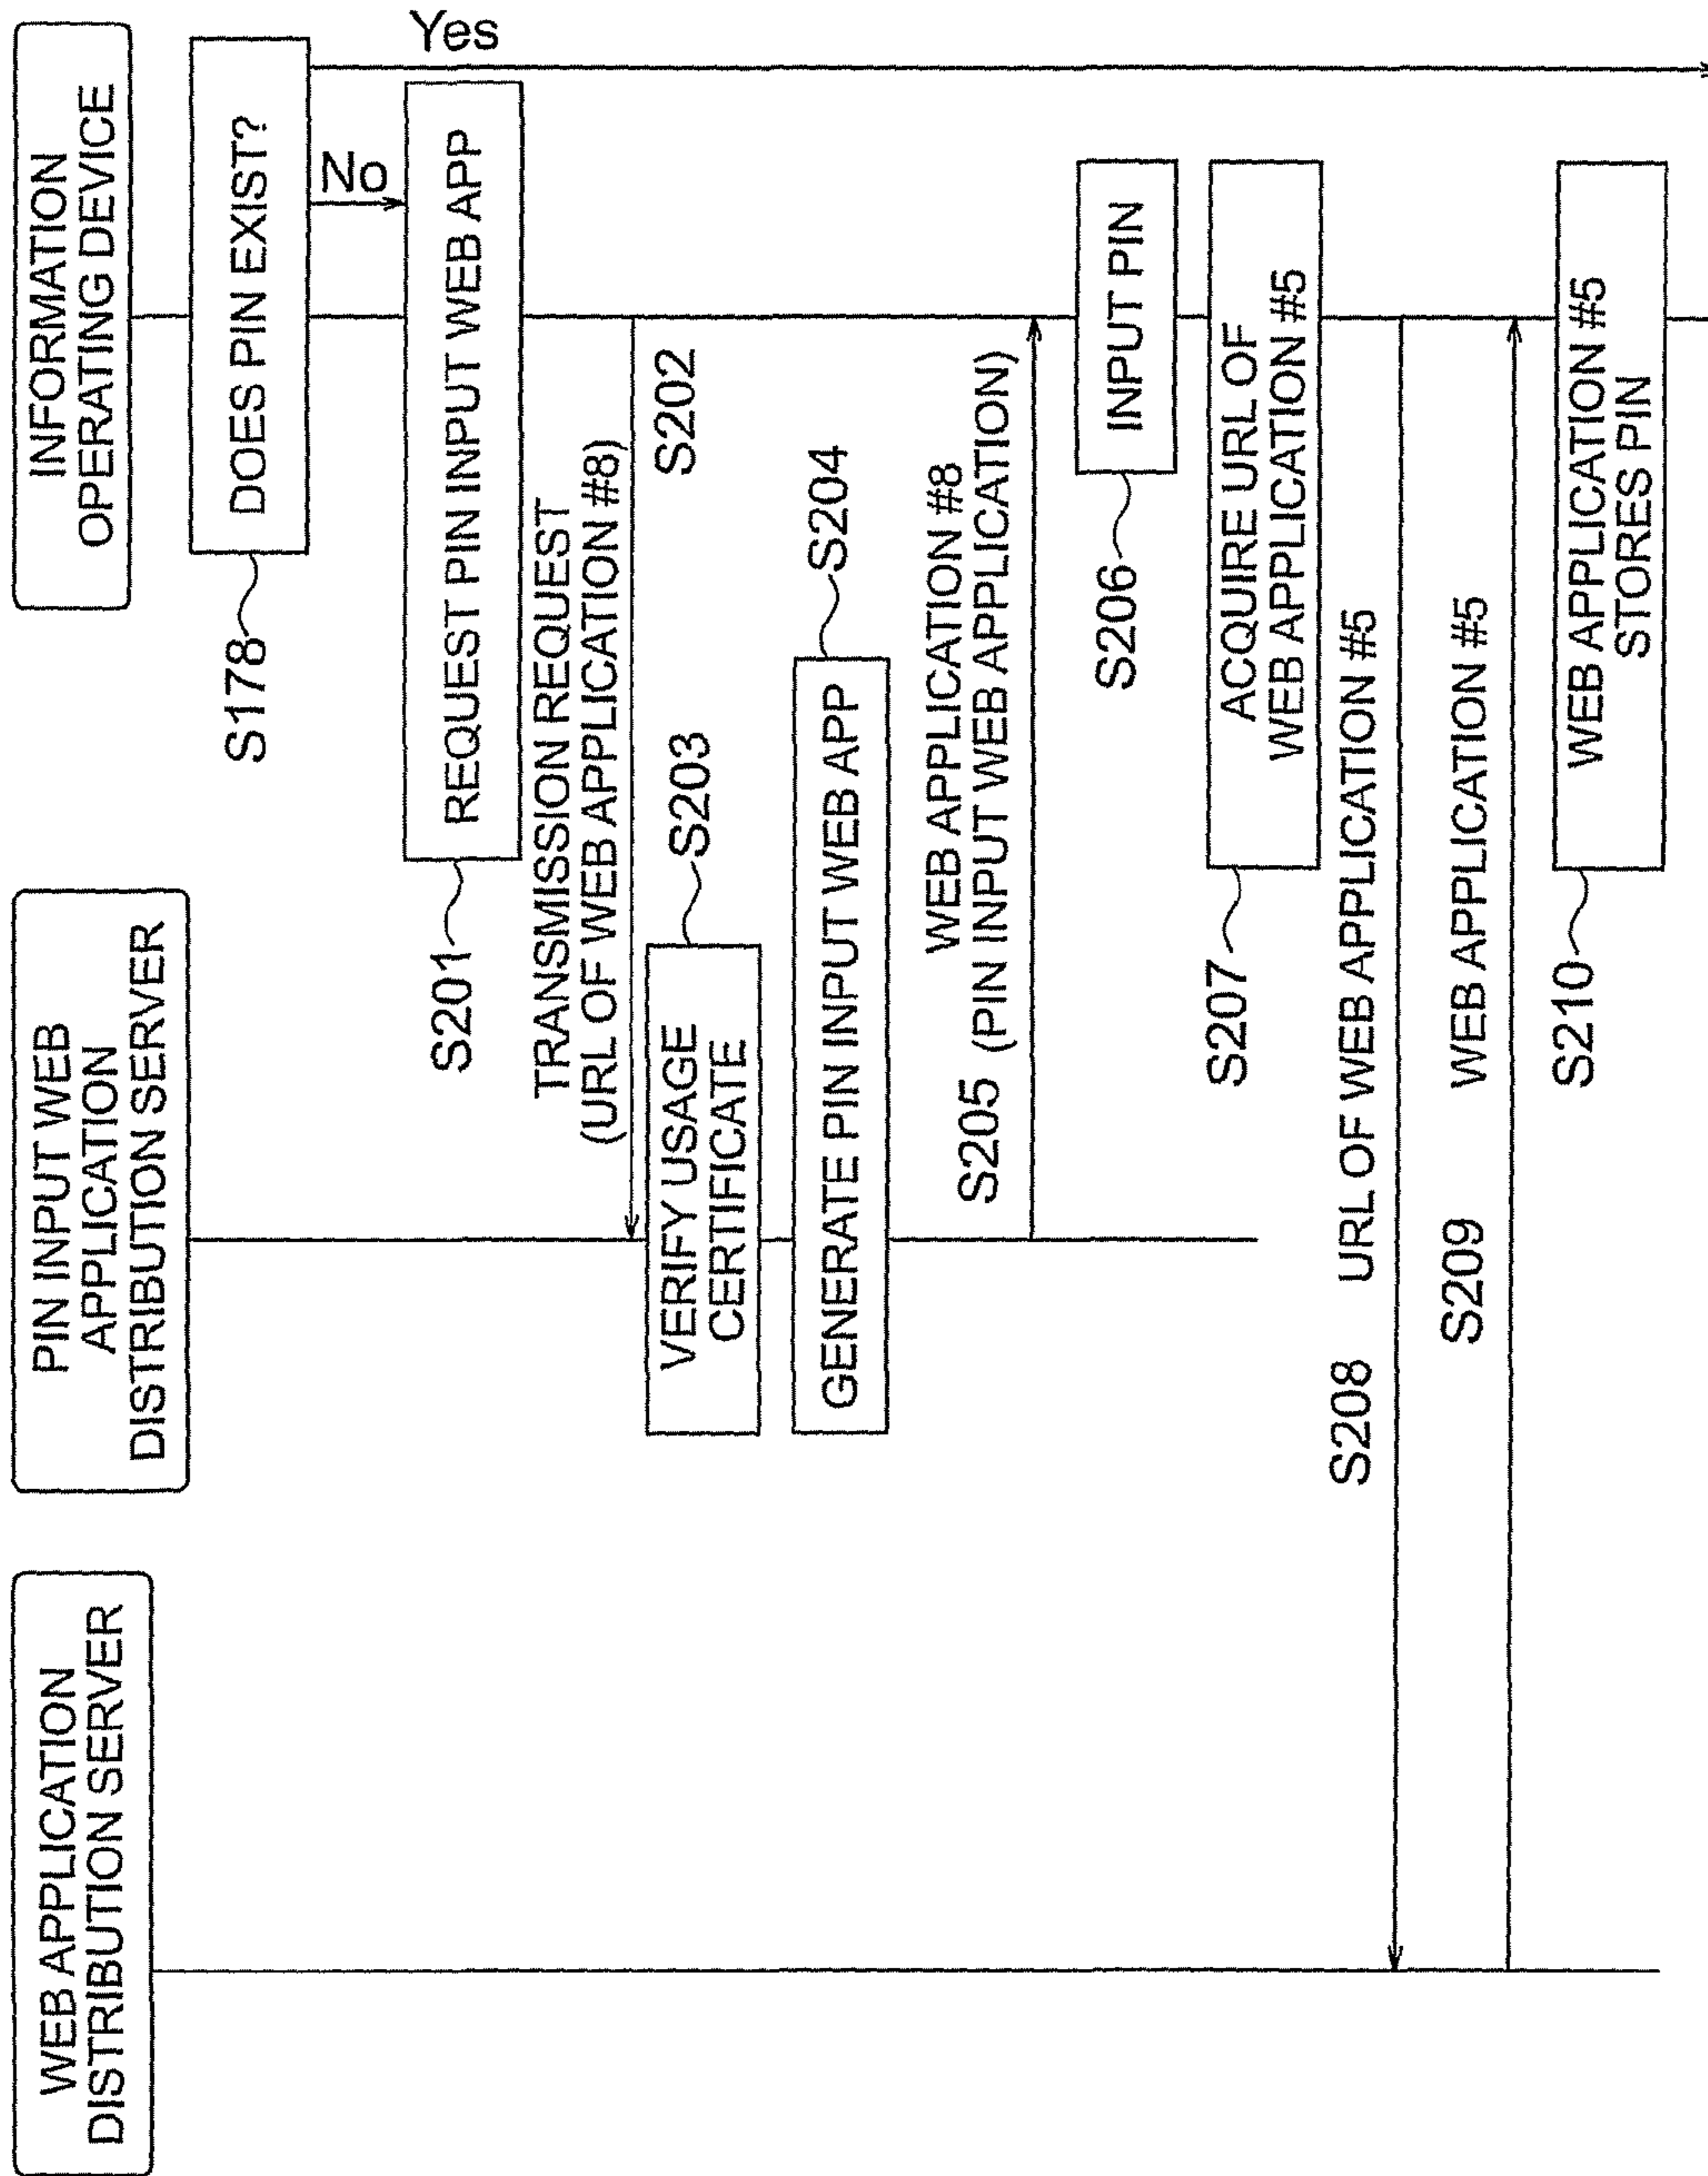 WEB APPLICATION
DISTRIBUTION SERVER
PIN INPUT WEB
APPLICATION
DISTRIBUTION SERVER
INFORMATION
OPERATING DEVICE
S178
DOES PIN EXIST?
Yes
No
S201
REQUEST PIN INPUT WEB APP
TRANSMISSION REQUEST
(URL OF WEB APPLICATION #8)
S202
VERIFY USAGE
CERTIFICATE
S203
GENERATE PIN INPUT WEB APP
S204
WEB APPLICATION #8
S205 (PIN INPUT WEB APPLICATION)
S206
INPUT PIN
S207
ACQUIRE URL OF
WEB APPLICATION #5
S208 URL OF WEB APPLICATION #5
S209 WEB APPLICATION #5
S210
WEB APPLICATION #5
STORES PIN